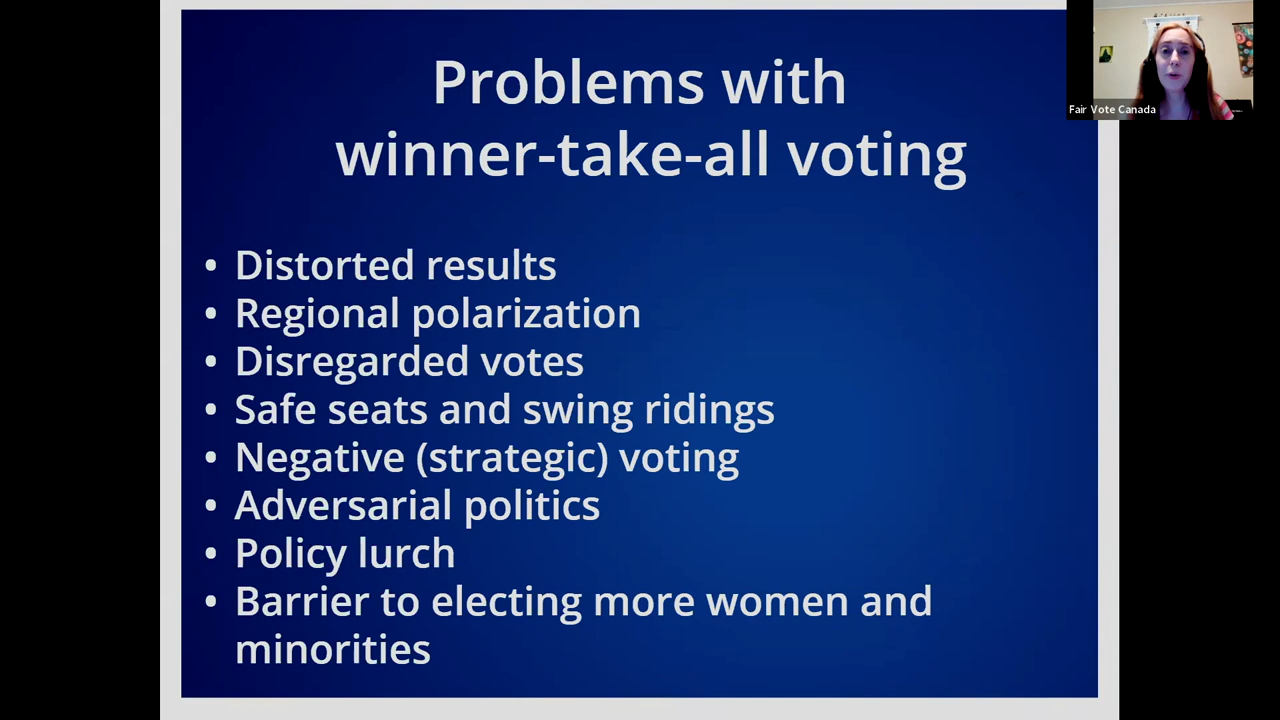 Problems with
winner-take-all voting
• Distorted results
• Regional polarization
• Disregarded votes
• Safe seats and swing ridings
• Negative (strategic) voting
• Adversarial politics
• Policy lurch
• Barrier to electing more women and
minorities
Fair Vote Canada